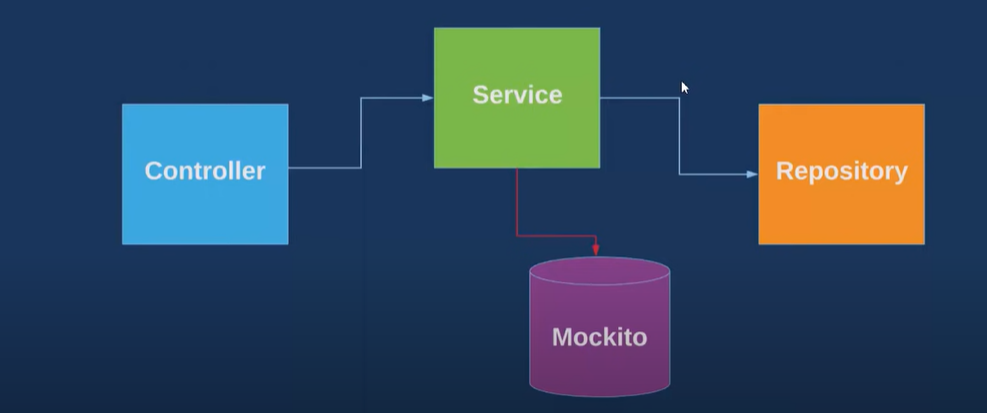 Service
Controller
Repository
Mockito